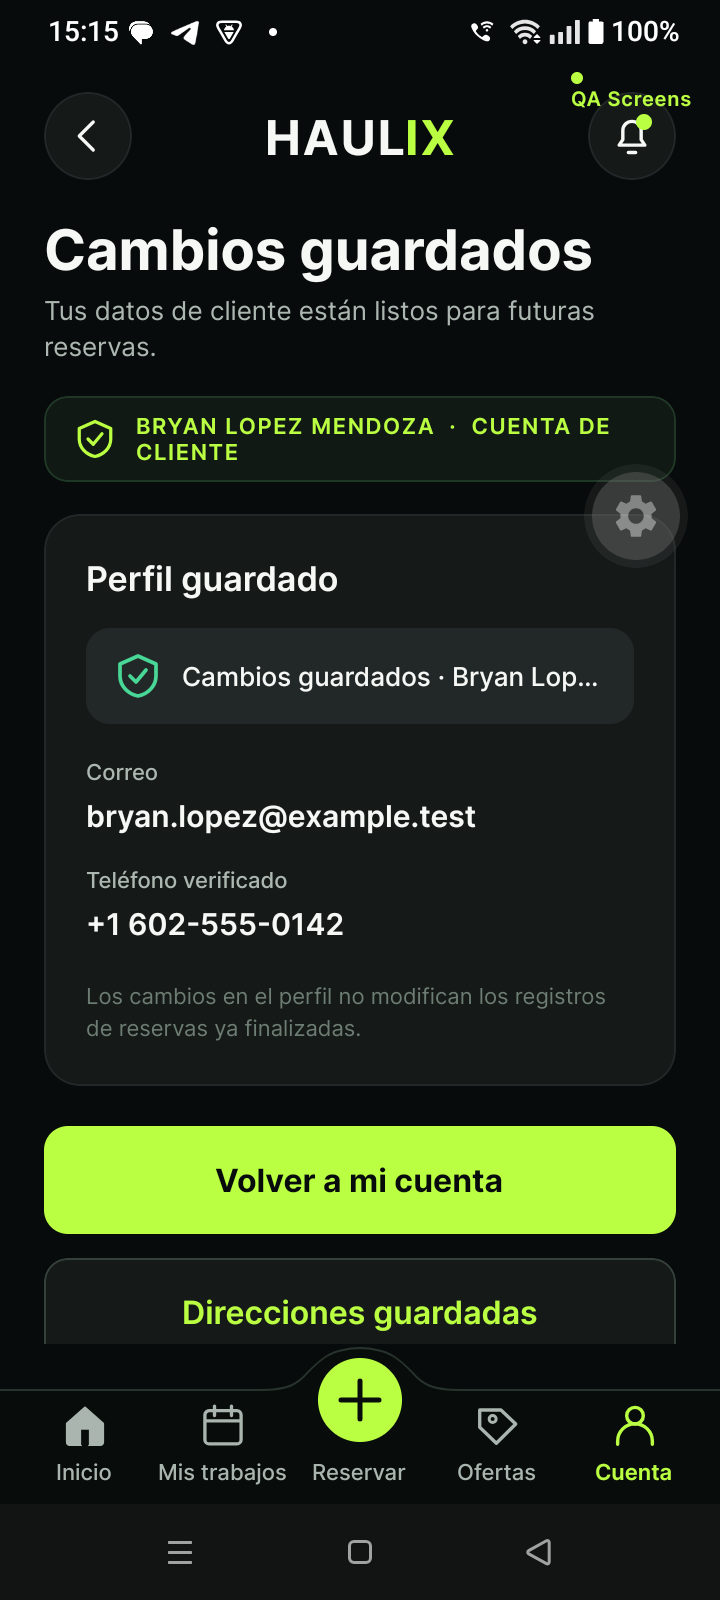 15:15
100%
QA Screens
HAULIX
Cambios guardados
Tus datos de cliente están listos para futuras
reservas.
BRYAN LOPEZ MENDOZA · CUENTA DE
CLIENTE
Perfil guardado
Cambios guardados · Bryan Lop...
Correo
bryan.lopez@example.test
Teléfono verificado
+1 602-555-0142
Los cambios en el perfil no modifican los registros
de reservas ya finalizadas.
Volver a mi cuenta
Direcciones guardadas
Inicio
Mis trabajos
Reservar
Ofertas
Cuenta